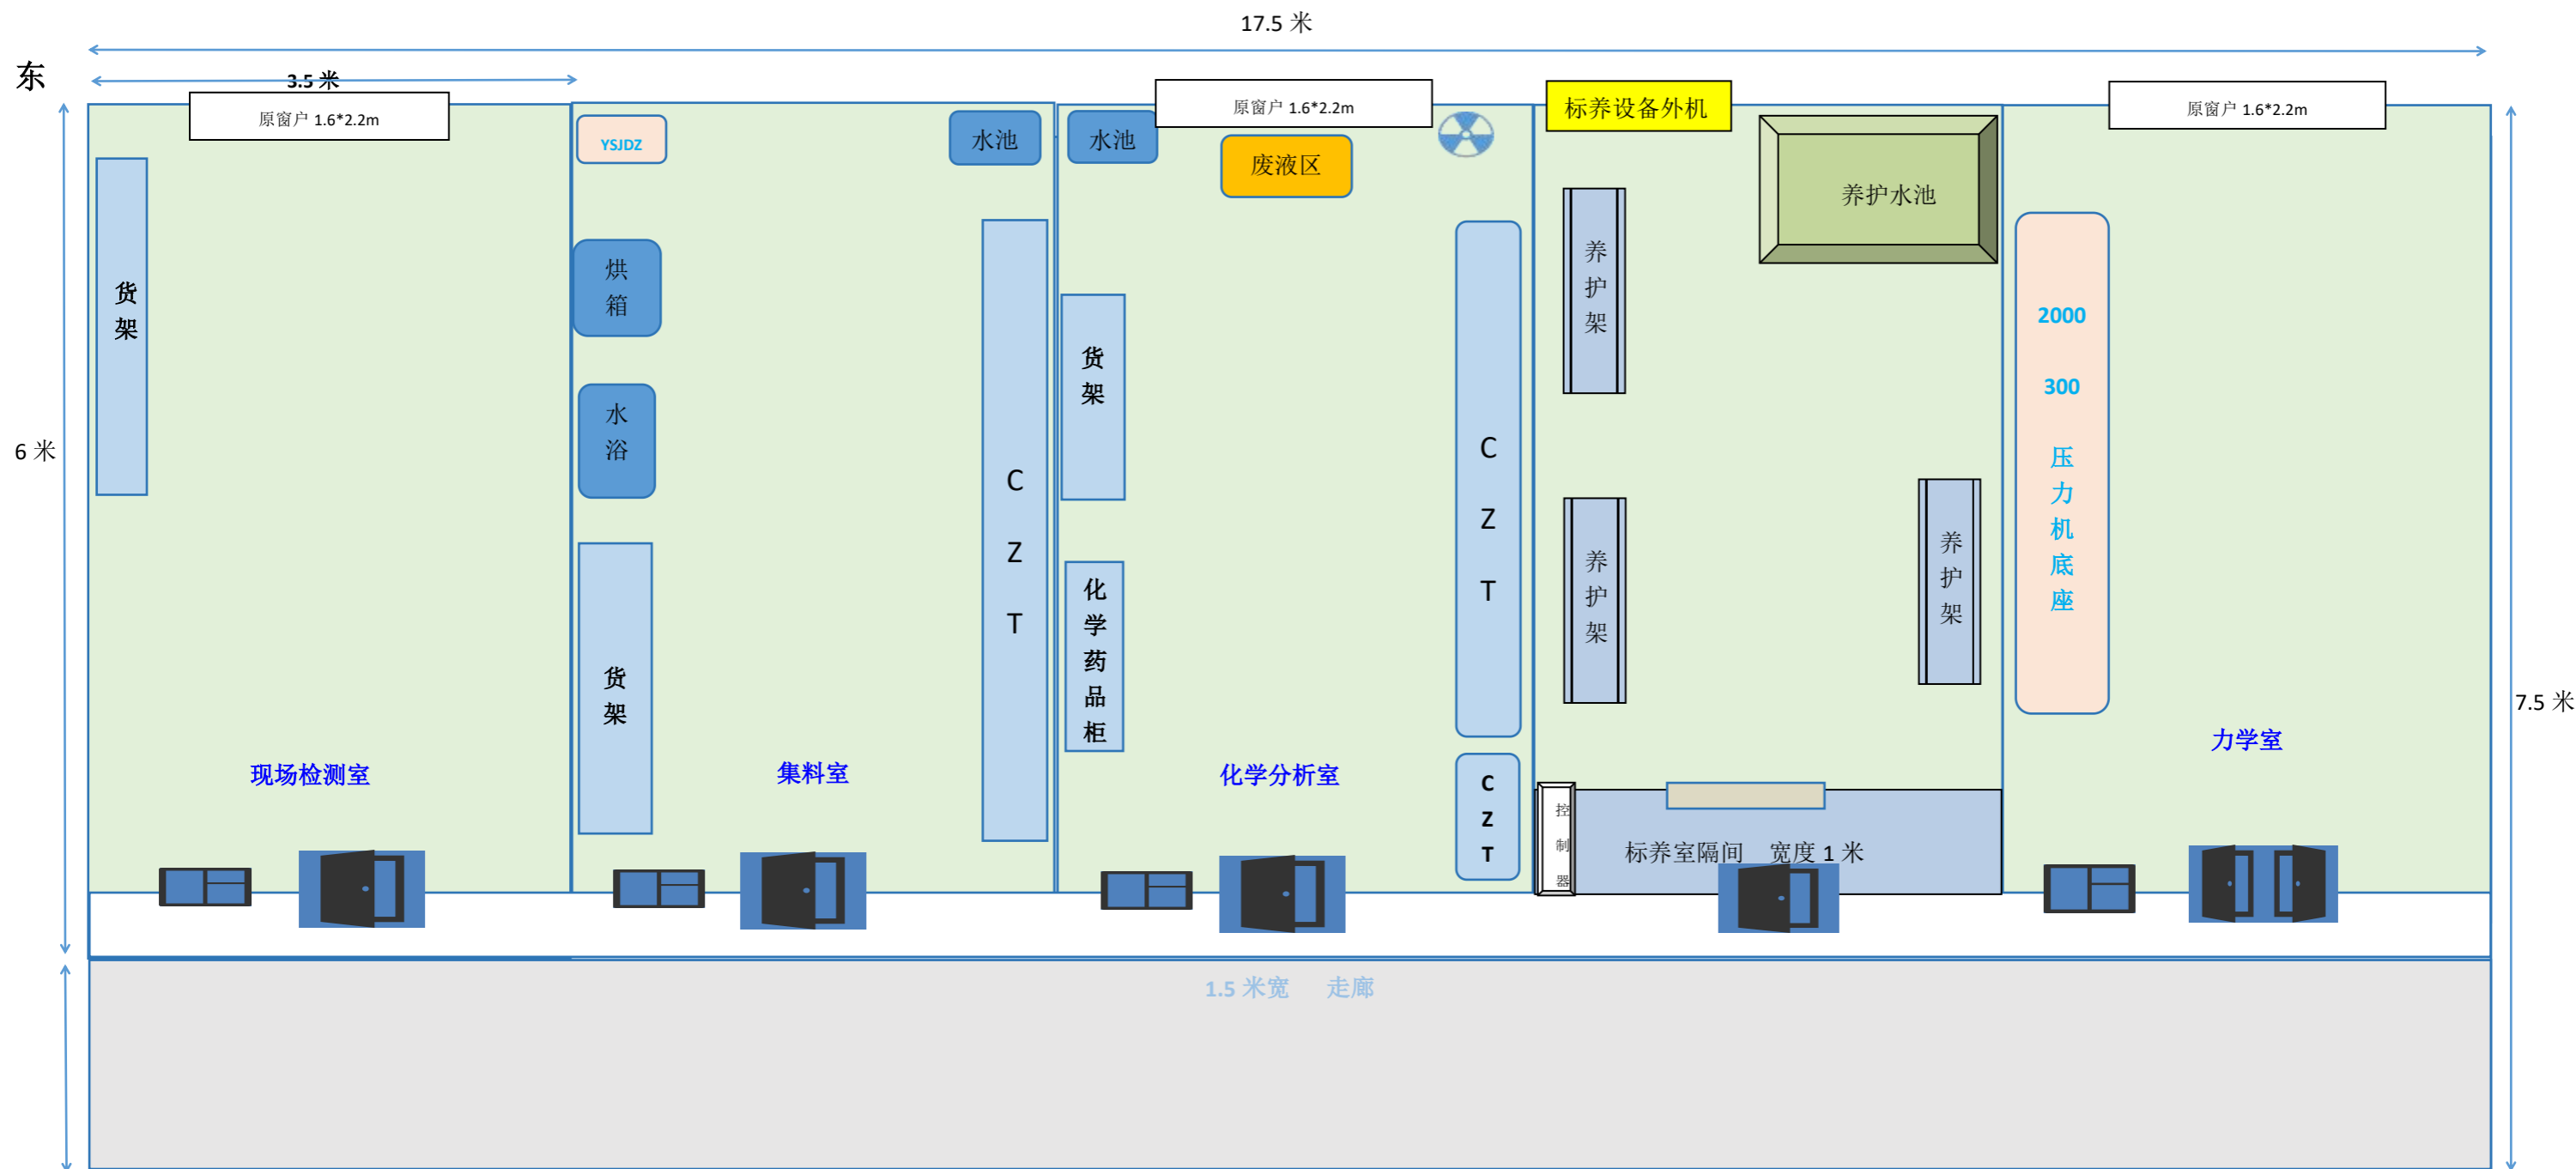 17.5 米
东
3.5 米
原窗户 1.6*2.2m
原窗户 1.6*2.2m
标养设备外机
原窗户 1.6*2.2m
YSJDZ
水池
水池
废液区
养护水池
货架
烘箱
水浴
货架
CZT
货架
化学药品柜
CZT
CZT
养护架
养护架
养护架
2000
300
压力机底座
6 米
7.5 米
现场检测室
集料室
化学分析室
力学室
控制器
标养室隔间 宽度 1 米
1.5 米宽 走廊